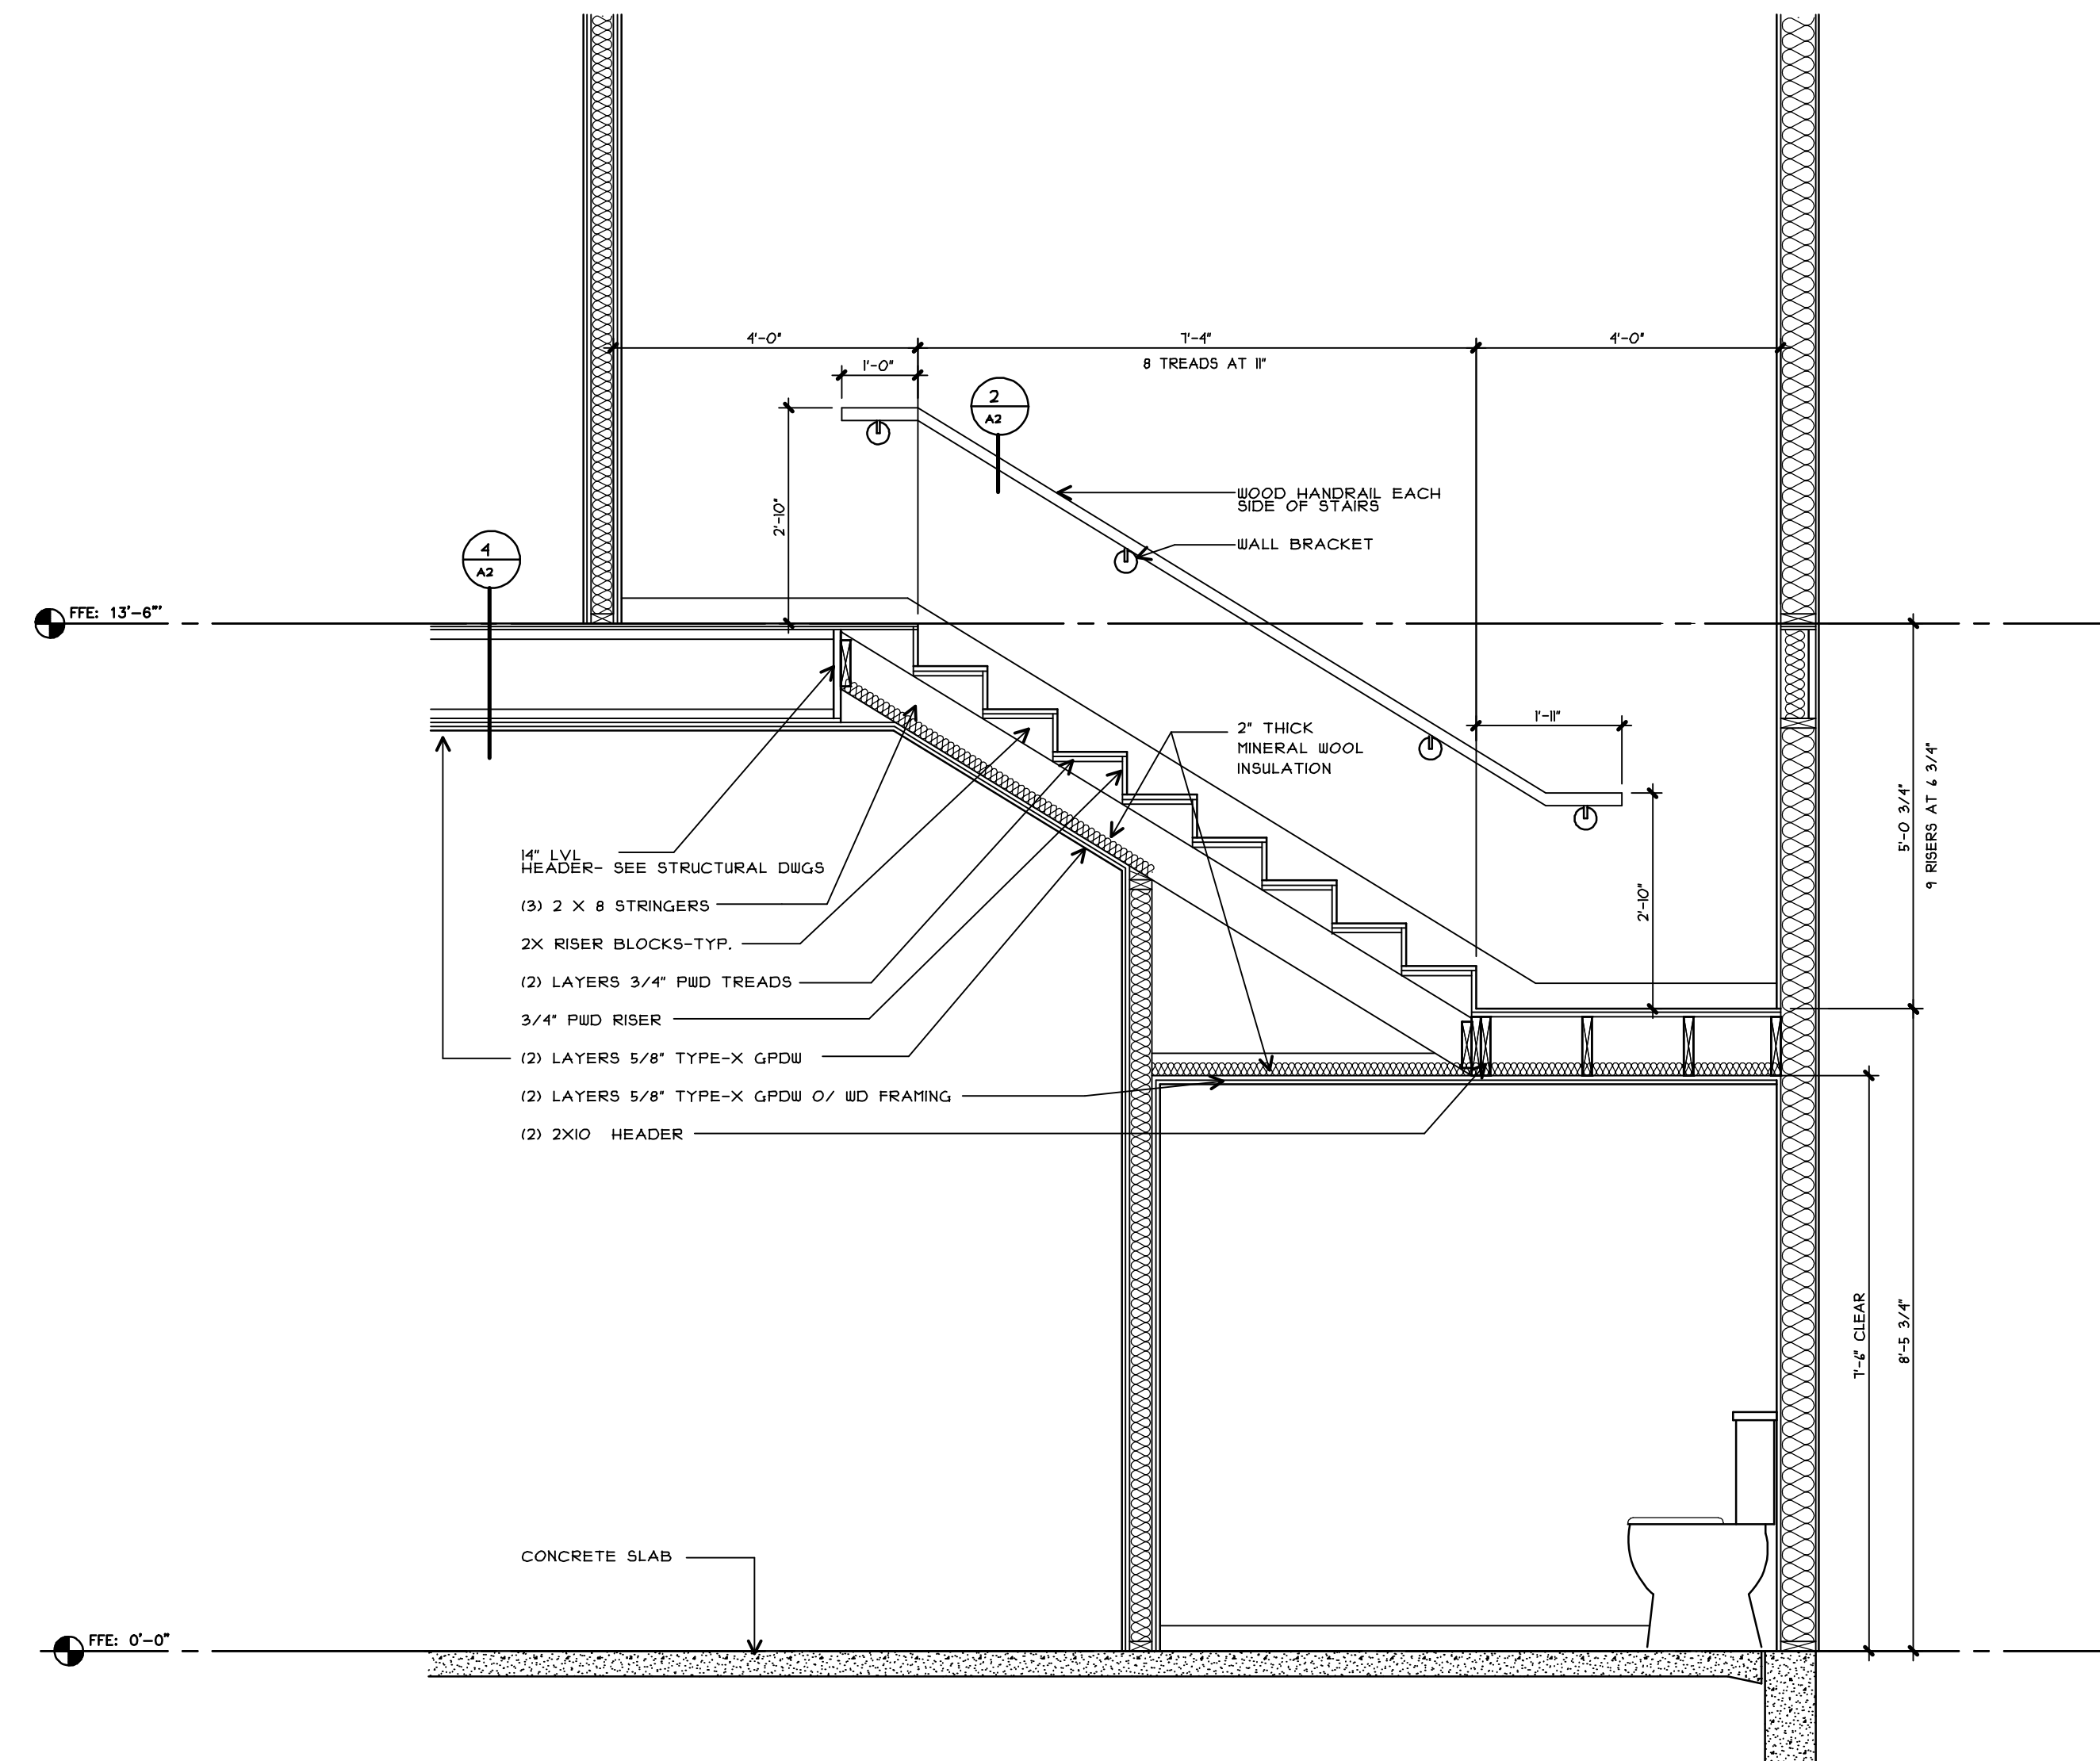 4'-0"
7'-4"
4'-0"
8 TREADS AT 11"
1'-0"
2
A2
2'-10"
WOOD HANDRAIL EACH
SIDE OF STAIRS
WALL BRACKET
4
A2
FFE: 13'-6"'
1'-11"
2" THICK
MINERAL WOOL
INSULATION
5'-0 3/4"
9 RISERS AT 6 3/4"
2'-10"
14" LVL
HEADER- SEE STRUCTURAL DWGS
(3) 2 X 8 STRINGERS
2X RISER BLOCKS-TYP.
(2) LAYERS 3/4" PWD TREADS
3/4" PWD RISER
(2) LAYERS 5/8" TYPE-X GPDW
(2) LAYERS 5/8" TYPE-X GPDW O/ WD FRAMING
(2) 2X10 HEADER
7'-6" CLEAR
8'-5 3/4"
CONCRETE SLAB
FFE: 0'-0"